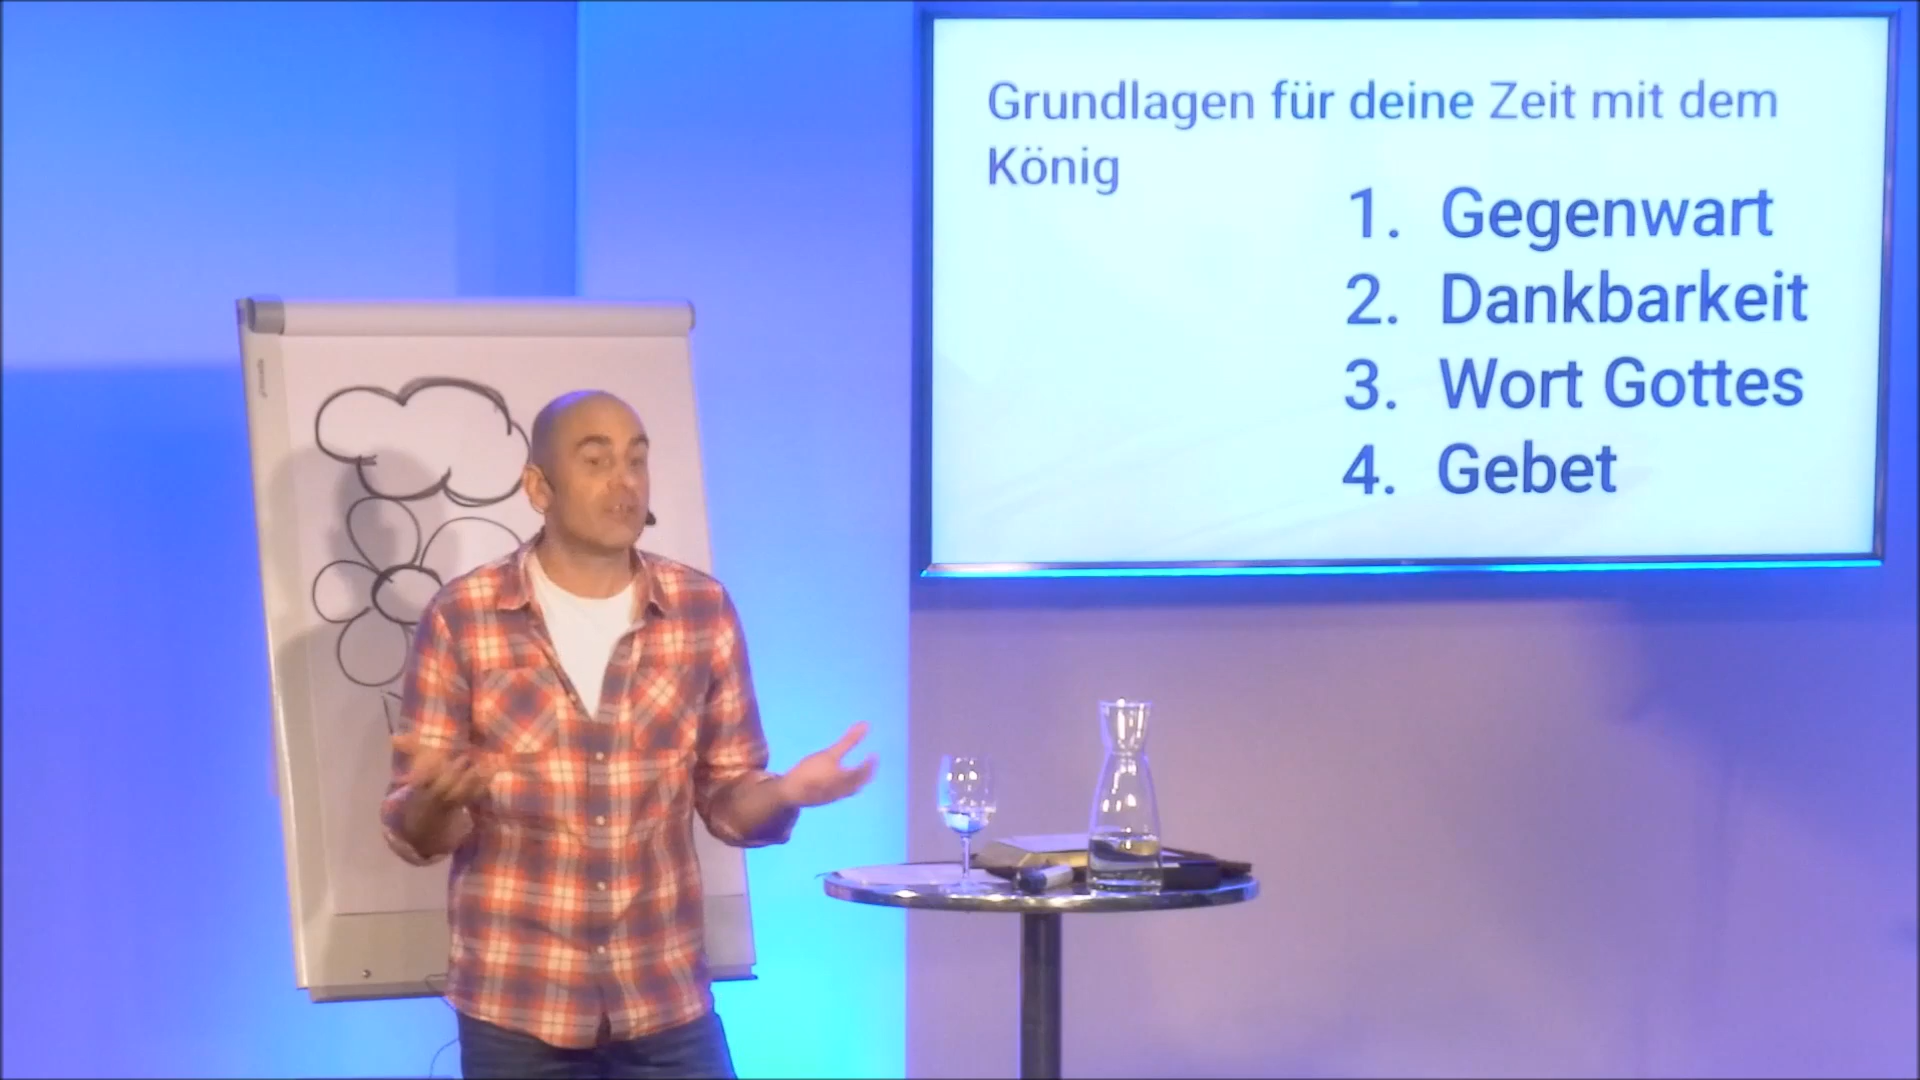 Grundlagen für deine Zeit mit dem
König
1. Gegenwart
2. Dankbarkeit
3. Wort Gottes
4. Gebet